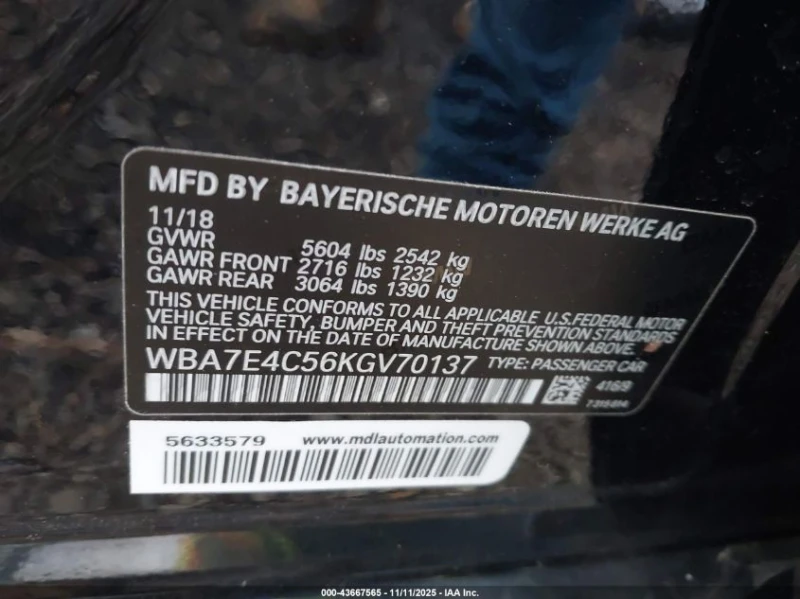 MFD BY BAYERISCHE MOTOREN WERKE AG
11/18
GVWR 5604 lbs 2542 kg
GAWR FRONT 2716 lbs 1232 kg
GAWR REAR 3064 lbs 1390 kg
THIS VEHICLE CONFORMS TO ALL APPLICABLE U.S.FEDERAL MOTOR
VEHICLE SAFETY, BUMPER AND THEFT PREVENTION STANDARDS
IN EFFECT ON THE DATE OF MANUFACTURE SHOWN ABOVE.
WBA7E4C56KGV70137 TYPE: PASSENGER CAR
4169
5633579 www.mdlautomation.com
000-43667565 - 11/11/2025 - IAA Inc.